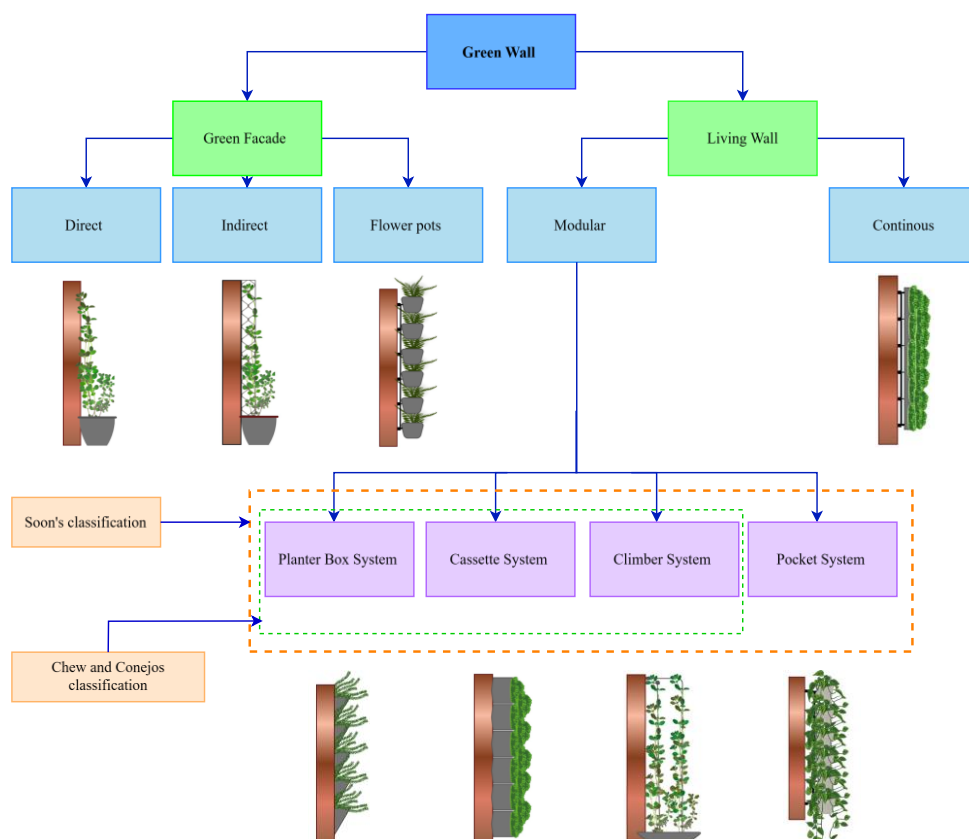 Green Wall
Green Facade
Living Wall
Direct
Indirect
Flower pots
Modular
Continous
Soon's classification
Planter Box System
Cassette System
Climber System
Pocket System
Chew and Conejos
classification